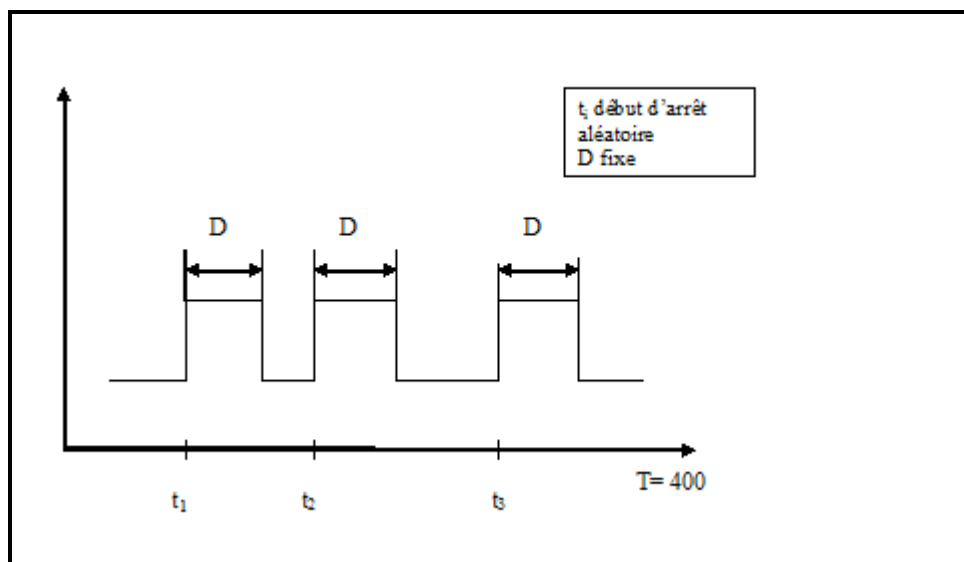 tᵢ début d'arrêt
aléatoire
D fixe
D D D
T= 400
t₁ t₂ t₃